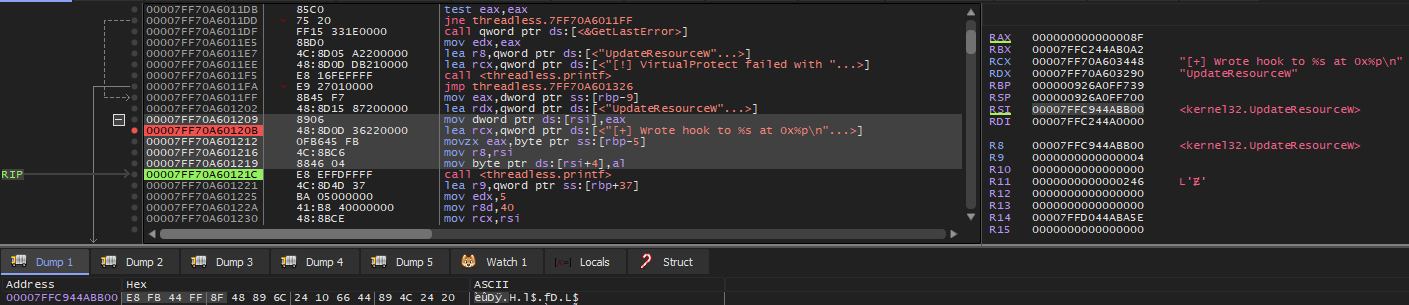 00007FF70A6011DB 85C0 test eax,eax
00007FF70A6011DD 75 20 jne threadless.7FF70A6011FF
00007FF70A6011DF FF15 331E0000 call qword ptr ds:[<&GetLastError>]
00007FF70A6011E5 8BD0 mov edx,eax
00007FF70A6011E7 4C:8D05 A2200000 lea r8,qword ptr ds:[<"UpdateResourceW"...>]
00007FF70A6011EE 48:8D0D DB210000 lea rcx,qword ptr ds:[<"[!] VirtualProtect failed with "...>]
00007FF70A6011F5 E8 16FEFFFF call <threadless.printf>
00007FF70A6011FA E9 27010000 jmp threadless.7FF70A601326
00007FF70A6011FF 8B45 F7 mov eax,dword ptr ss:[rbp-9]
00007FF70A601202 48:8D15 87200000 lea rdx,qword ptr ds:[<"UpdateResourceW"...>]
00007FF70A601209 8906 mov dword ptr ds:[rsi],eax
00007FF70A60120B 48:8D0D 36220000 lea rcx,qword ptr ds:[<"[+] Wrote hook to %s at 0x%p\n"...>]
00007FF70A601212 0FB645 FB movzx eax,byte ptr ss:[rbp-5]
00007FF70A601216 4C:8BC6 mov r8,rsi
00007FF70A601219 8846 04 mov byte ptr ds:[rsi+4],al
RIP 00007FF70A60121C E8 EFFDFFFF call <threadless.printf>
00007FF70A601221 4C:8D4D 37 lea r9,qword ptr ss:[rbp+37]
00007FF70A601225 BA 05000000 mov edx,5
00007FF70A60122A 41:B8 40000000 mov r8d,40
00007FF70A601230 48:8BCE mov rcx,rsi
RAX 000000000000008F
RBX 00007FFC244AB0A2
RCX 00007FF70A603448 "[+] Wrote hook to %s at 0x%p\n"
RDX 00007FF70A603290 "UpdateResourceW"
RBP 000000926A0FF739
RSP 000000926A0FF700
RSI 00007FFC944ABB00 <kernel32.UpdateResourceW>
RDI 00007FFC244A0000
R8 00007FFC944ABB00 <kernel32.UpdateResourceW>
R9 0000000000000004
R10 0000000000000000
R11 0000000000000246 L'Ɇ'
R12 0000000000000000
R13 0000000000000000
R14 00007FFD044ABA5E
R15 0000000000000000
Dump 1 Dump 2 Dump 3 Dump 4 Dump 5 Watch 1 [x=] Locals Struct
Address Hex ASCII
00007FFC944ABB00 E8 FB 44 FF 8F 48 89 6C 24 10 66 44 89 4C 24 20 èûDÿ.H.l$.fD.L$